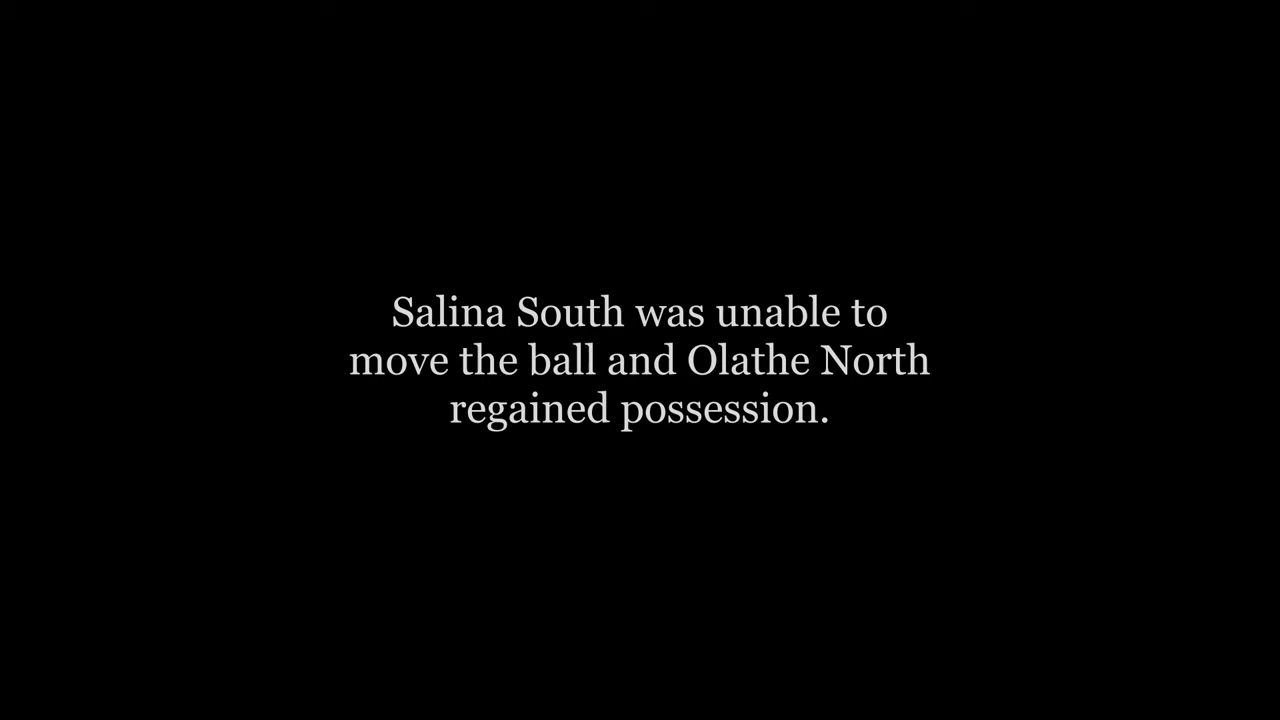 Salina South was unable to
move the ball and Olathe North
regained possession.